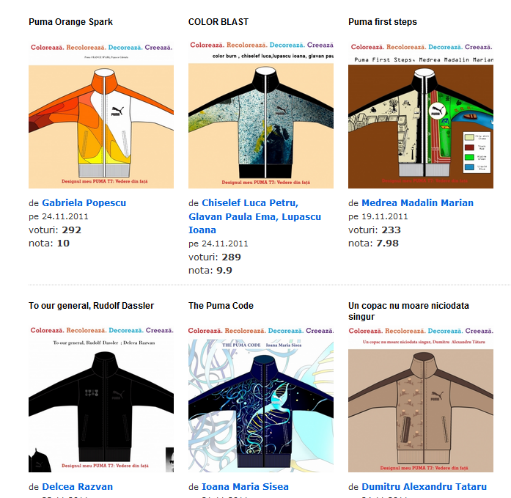 Puma Orange Spark
COLOR BLAST
Puma first steps
Colorează. Recolorează. Decorează. Creează.
Colorează. Recolorează. Decorează. Creează.
Colorează. Recolorează. Decorează. Creează.
color burn , chiselef luca,lupascu ioana, glavan pau
Puma First Steps, Medrea Madalin Marian
Designul meu PUMA T7: Vedere din față
Designul meu PUMA T7: Vedere din față
Designul meu PUMA T7: Vedere din față
de Gabriela Popescu
pe 24.11.2011
voturi: 292
nota: 10
de Chiselef Luca Petru,
Glavan Paula Ema, Lupascu
Ioana
pe 24.11.2011
voturi: 289
nota: 9.9
de Medrea Madalin Marian
pe 19.11.2011
voturi: 233
nota: 7.98
To our general, Rudolf Dassler
The Puma Code
Un copac nu moare niciodata
singur
Colorează. Recolorează. Decorează. Creează.
Colorează. Recolorează. Decorează. Creează.
Colorează. Recolorează. Decorează. Creează.
To our general, Rudolf Dassler ; Delcea Razvan
THE PUMA CODE Ioana Maria Sisea
Un copac nu moare niciodata singur, Dumitru Alexandru Tataru
Designul meu PUMA T7: Vedere din față
Designul meu PUMA T7: Vedere din față
Designul meu PUMA T7: Vedere din față
de Delcea Razvan
de Ioana Maria Sisea
de Dumitru Alexandru Tataru